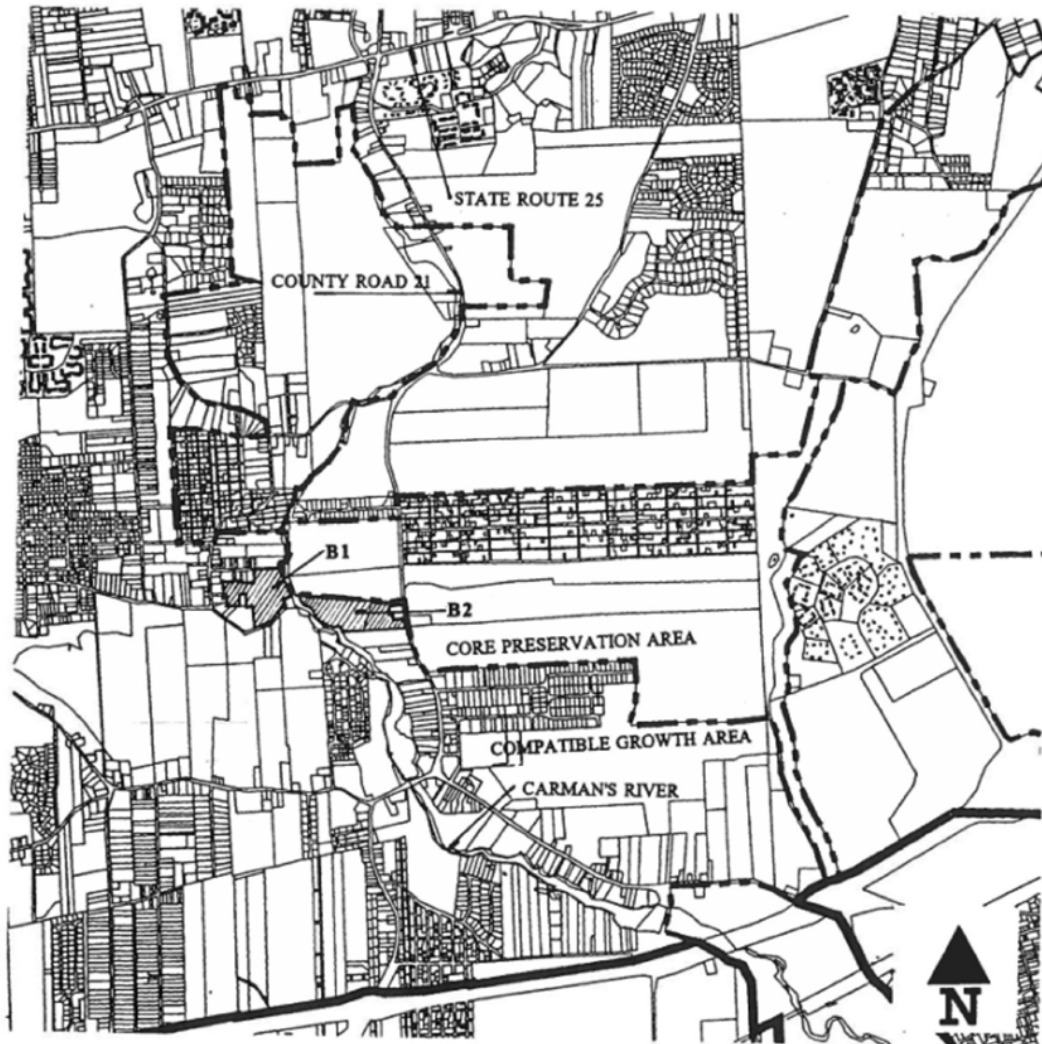 STATE ROUTE 25
COUNTY ROAD 21
B1
B2
CORE PRESERVATION AREA
COMPATIBLE GROWTH AREA
CARMAN'S RIVER
N